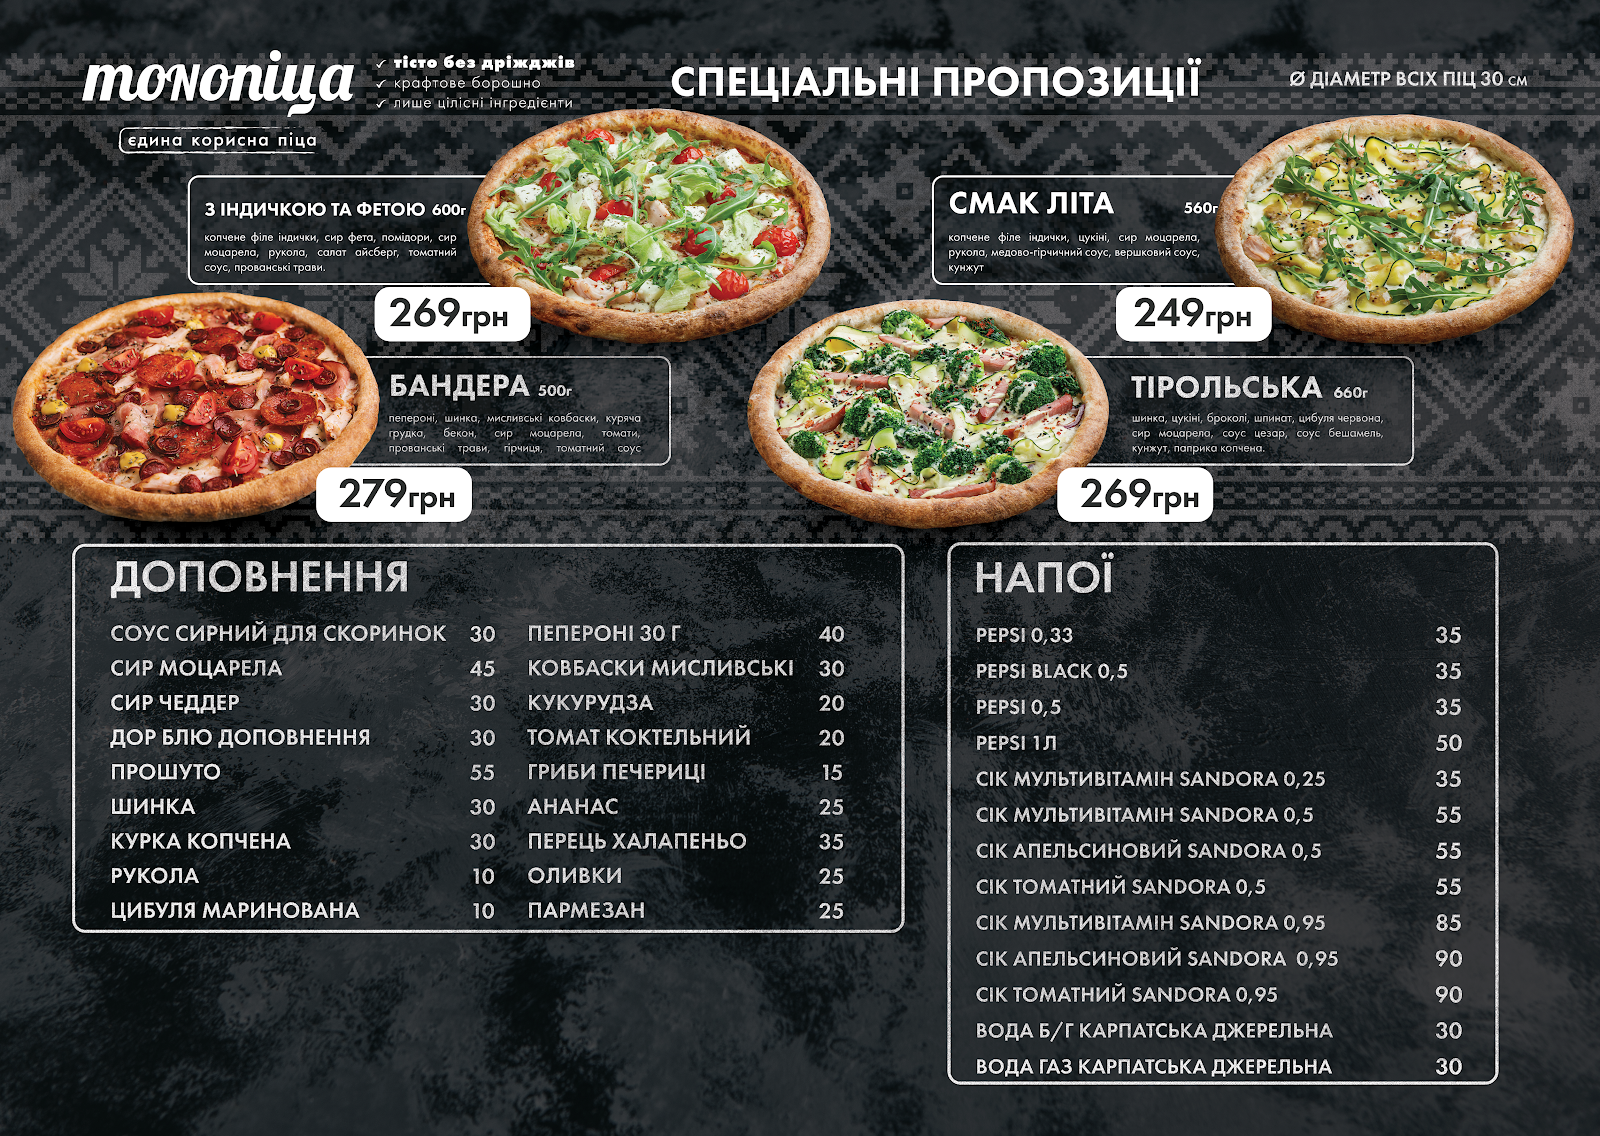 мопопіца
✓ тісто без дріжджів
✓ крафтове борошно
✓ лише цілісні інгредієнти
єдина корисна піца
СПЕЦІАЛЬНІ ПРОПОЗИЦІЇ
Ø ДІАМЕТР ВСІХ ПІЦ 30 СМ
З ІНДИЧКОЮ ТА ФЕТОЮ 600г
копчене філе індички, сир фета, помідори, сир
моцарела, рукола, салат айсберг, томатний
соус, прованські трави.
269грн
СМАК ЛІТА 560г
копчене філе індички, цукіні, сир моцарела,
рукола, медово-гірчичний соус, вершковий соус,
кунжут
249грн
БАНДЕРА 500г
пепероні, шинка, мисливські ковбаски, куряча
грудка, бекон, сир моцарела, томати,
прованські трави, гірчиця, томатний соус
279грн
ТІРОЛЬСЬКА 660г
шинка, цукіні, броколі, шпинат, цибуля червона,
сир моцарела, соус цезар, соус бешамель,
кунжут, паприка копчена.
269грн
ДОПОВНЕННЯ
СОУС СИРНИЙ ДЛЯ СКОРИНОК 30
СИР МОЦАРЕЛА 45
СИР ЧЕДДЕР 30
ДОР БЛЮ ДОПОВНЕННЯ 30
ПРОШУТО 55
ШИНКА 30
КУРКА КОПЧЕНА 30
РУКОЛА 10
ЦИБУЛЯ МАРИНОВАНА 10
ПЕПЕРОНІ 30 Г 40
КОВБАСКИ МИСЛИВСЬКІ 30
КУКУРУДЗА 20
ТОМАТ КОКТЕЛЬНИЙ 20
ГРИБИ ПЕЧЕРИЦІ 15
АНАНАС 25
ПЕРЕЦЬ ХАЛАПЕНЬО 35
ОЛИВКИ 25
ПАРМЕЗАН 25
НАПОЇ
PEPSI 0,33 35
PEPSI BLACK 0,5 35
PEPSI 0,5 35
PEPSI 1Л 50
СІК МУЛЬТИВІТАМІН SANDORA 0,25 35
СІК МУЛЬТИВІТАМІН SANDORA 0,5 55
СІК АПЕЛЬСИНОВИЙ SANDORA 0,5 55
СІК ТОМАТНИЙ SANDORA 0,5 55
СІК МУЛЬТИВІТАМІН SANDORA 0,95 85
СІК АПЕЛЬСИНОВИЙ SANDORA 0,95 90
СІК ТОМАТНИЙ SANDORA 0,95 90
ВОДА Б/Г КАРПАТСЬКА ДЖЕРЕЛЬНА 30
ВОДА ГАЗ КАРПАТСЬКА ДЖЕРЕЛЬНА 30